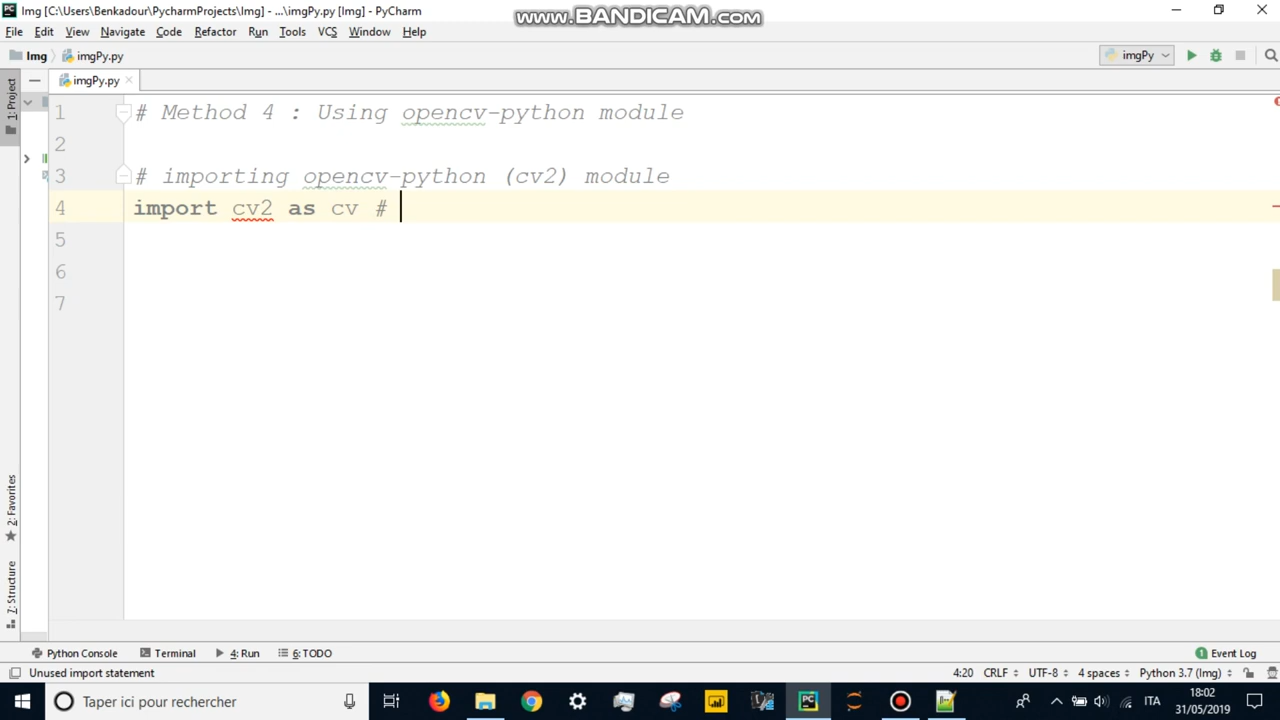 Img [C:\Users\Benkadour\PycharmProjects\Img] - ...\imgPy.py [Img] - PyCharm
www.BANDICAM.com
File Edit View Navigate Code Refactor Run Tools VCS Window Help
Img imgPy.py imgPy
1: Project
imgPy.py
1 # Method 4 : Using opencv-python module
2
3 # importing opencv-python (cv2) module
4 import cv2 as cv #
5
6
7
2: Favorites
7: Structure
Python Console Terminal 4: Run 6: TODO 1 Event Log
Unused import statement 4:20 CRLF UTF-8 4 spaces Python 3.7 (Img)
Taper ici pour rechercher ITA 18:02
31/05/2019